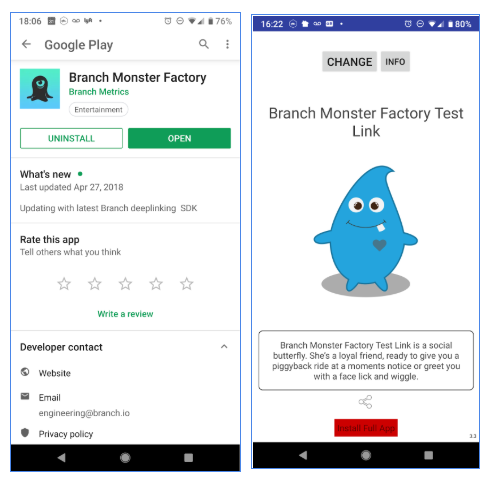 18:06
76%
Google Play
Branch Monster Factory
Branch Metrics
Entertainment
UNINSTALL
OPEN
What's new
Last updated Apr 27, 2018
Updating with latest Branch deeplinking SDK
Rate this app
Tell others what you think
Write a review
Developer contact
Website
Email
engineering@branch.io
Privacy policy
16:22
80%
CHANGE
INFO
Branch Monster Factory Test
Link
Branch Monster Factory Test Link is a social
butterfly. She's a loyal friend, ready to give you a
piggyback ride at a moments notice or greet you
with a face lick and wiggle.
Install Full App